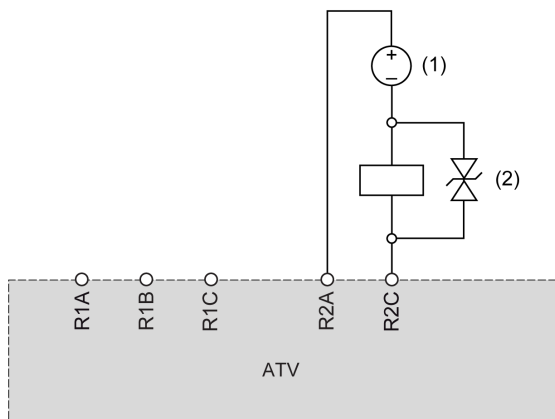 +
(1)
–
(2)
R1A
R1B
R1C
R2A
R2C
ATV